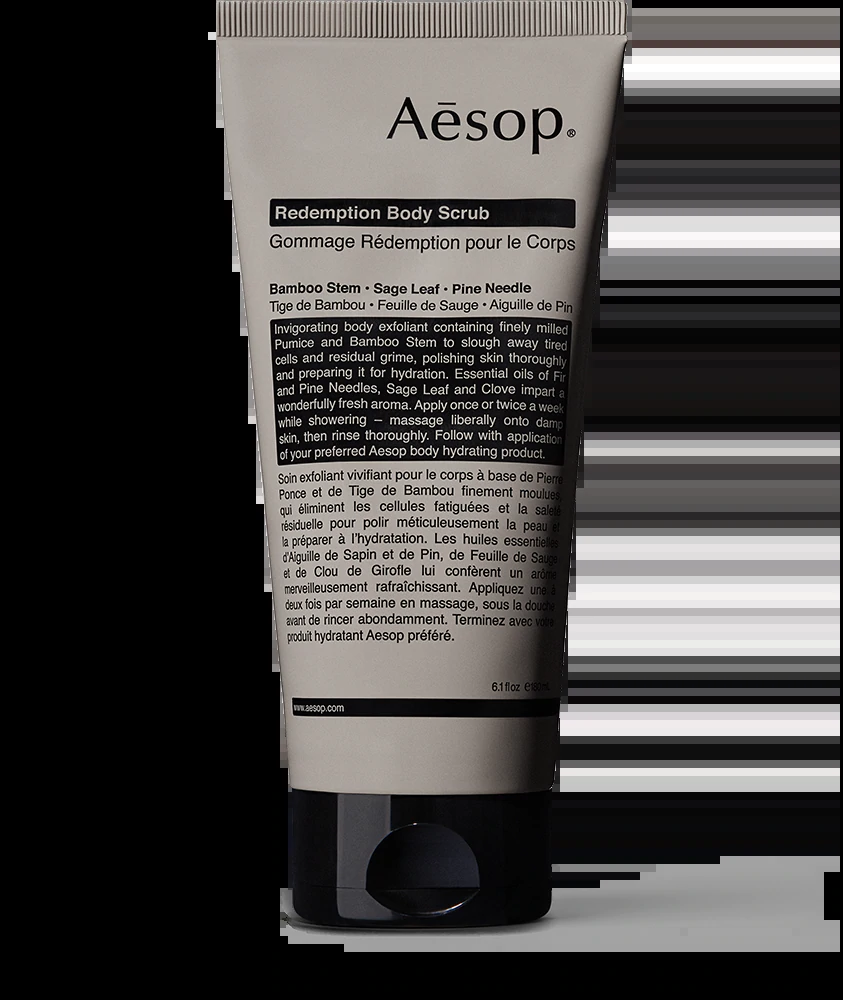 Aēsop®
Redemption Body Scrub
Gommage Rédemption pour le Corps
Bamboo Stem · Sage Leaf · Pine Needle
Tige de Bambou · Feuille de Sauge · Aiguille de Pin
Invigorating body exfoliant containing finely milled
Pumice and Bamboo Stem to slough away tired
cells and residual grime, polishing skin thoroughly
and preparing it for hydration. Essential oils of Fir
and Pine Needles, Sage Leaf and Clove impart a
wonderfully fresh aroma. Apply once or twice a week
while showering – massage liberally onto damp
skin, then rinse thoroughly. Follow with application
of your preferred Aesop body hydrating product.
Soin exfoliant vivifiant pour le corps à base de Pierre
Ponce et de Tige de Bambou finement moulues,
qui éliminent les cellules fatiguées et la saleté
résiduelle pour polir méticuleusement la peau et
la préparer à l’hydratation. Les huiles essentielles
d’Aiguille de Sapin et de Pin, de Feuille de Sauge
et de Clou de Girofle lui confèrent un arôme
merveilleusement rafraîchissant. Appliquez une à
deux fois par semaine en massage, sous la douche
avant de rincer abondamment. Terminez avec votre
produit hydratant Aesop préféré.
6.1 fl oz ℮
www.aesop.com